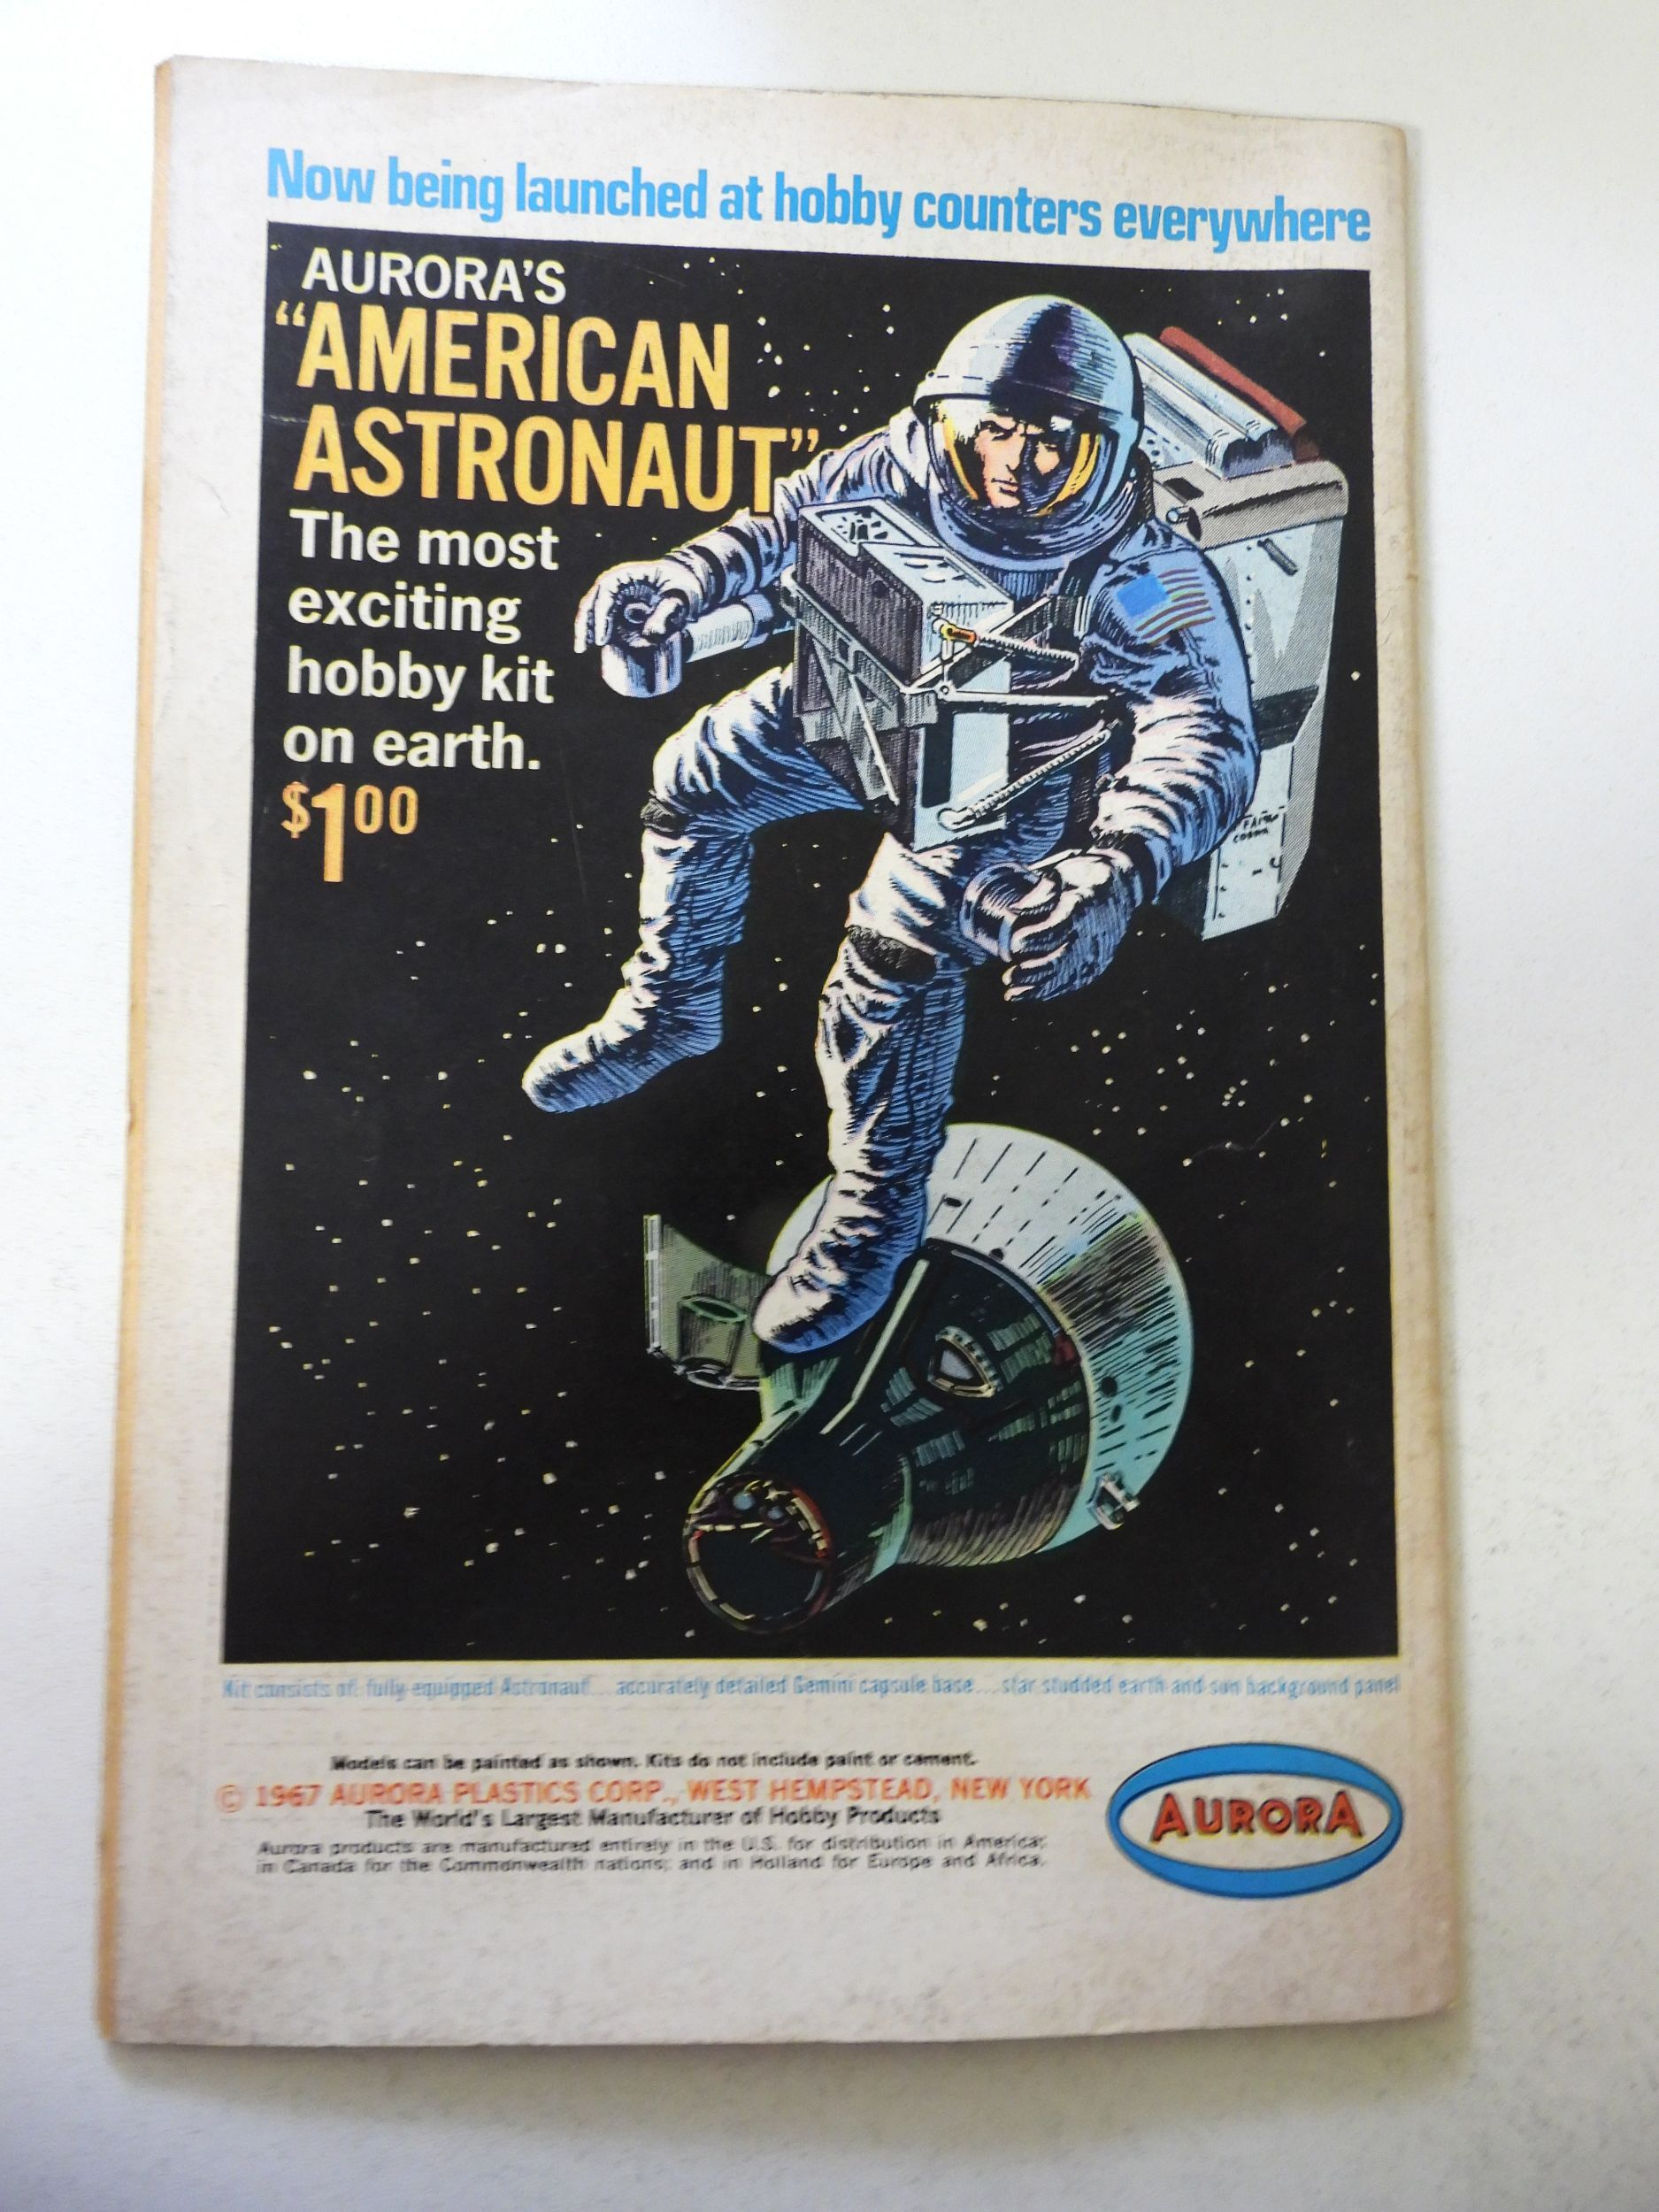 Now being launched at hobby counters everywhere
AURORA'S
“AMERICAN
ASTRONAUT”
The most
exciting
hobby kit
on earth.
$1.00
Kit consists of: fully equipped Astronaut...accurately detailed Gemini capsule base...star studded earth and sun background panel
Models can be painted as shown. Kits do not include paint or cement.
© 1967 AURORA PLASTICS CORP., WEST HEMPSTEAD, NEW YORK
The World's Largest Manufacturer of Hobby Products
Aurora products are manufactured entirely in the U.S. for distribution in America;
in Canada for the Commonwealth nations; and in Holland for Europe and Africa.
AURORA